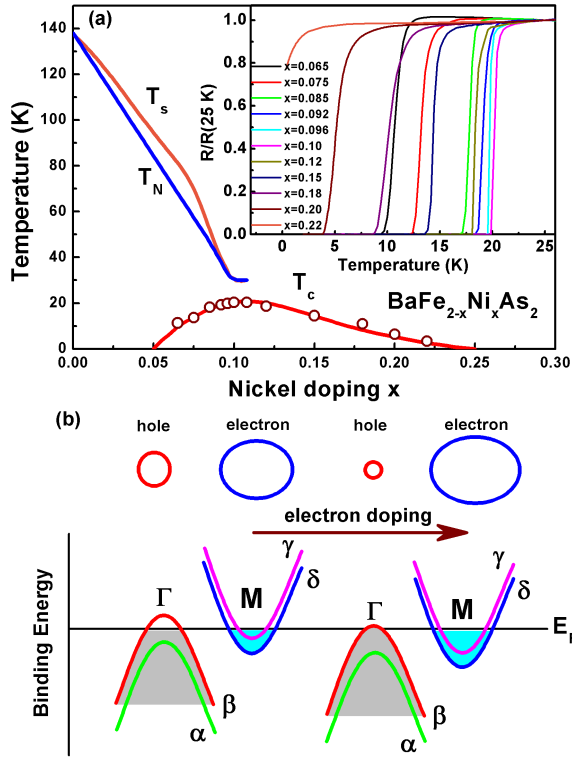 (a)
140
120
100
80
60
40
20
0
Temperature (K)
T_s
T_N
T_c
BaFe_{2-x}Ni_xAs_2
0.00 0.05 0.10 0.15 0.20 0.25 0.30
Nickel doping x
1.0
0.8
0.6
0.4
0.2
0.0
R/R(25 K)
x=0.065
x=0.075
x=0.085
x=0.092
x=0.096
x=0.10
x=0.12
x=0.15
x=0.18
x=0.20
x=0.22
0 5 10 15 20 25
Temperature (K)
(b)
hole electron hole electron
electron doping
Binding Energy
Γ M γ δ Γ M γ δ
E_F
β α β α